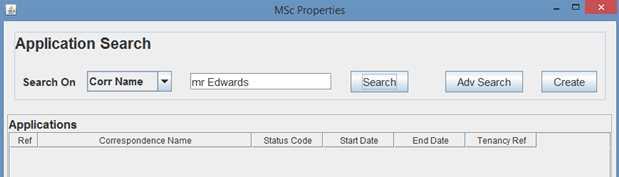 MSc Properties
Application Search
Search On Corr Name mr Edwards Search Adv Search Create
Applications
Ref Correspondence Name Status Code Start Date End Date Tenancy Ref